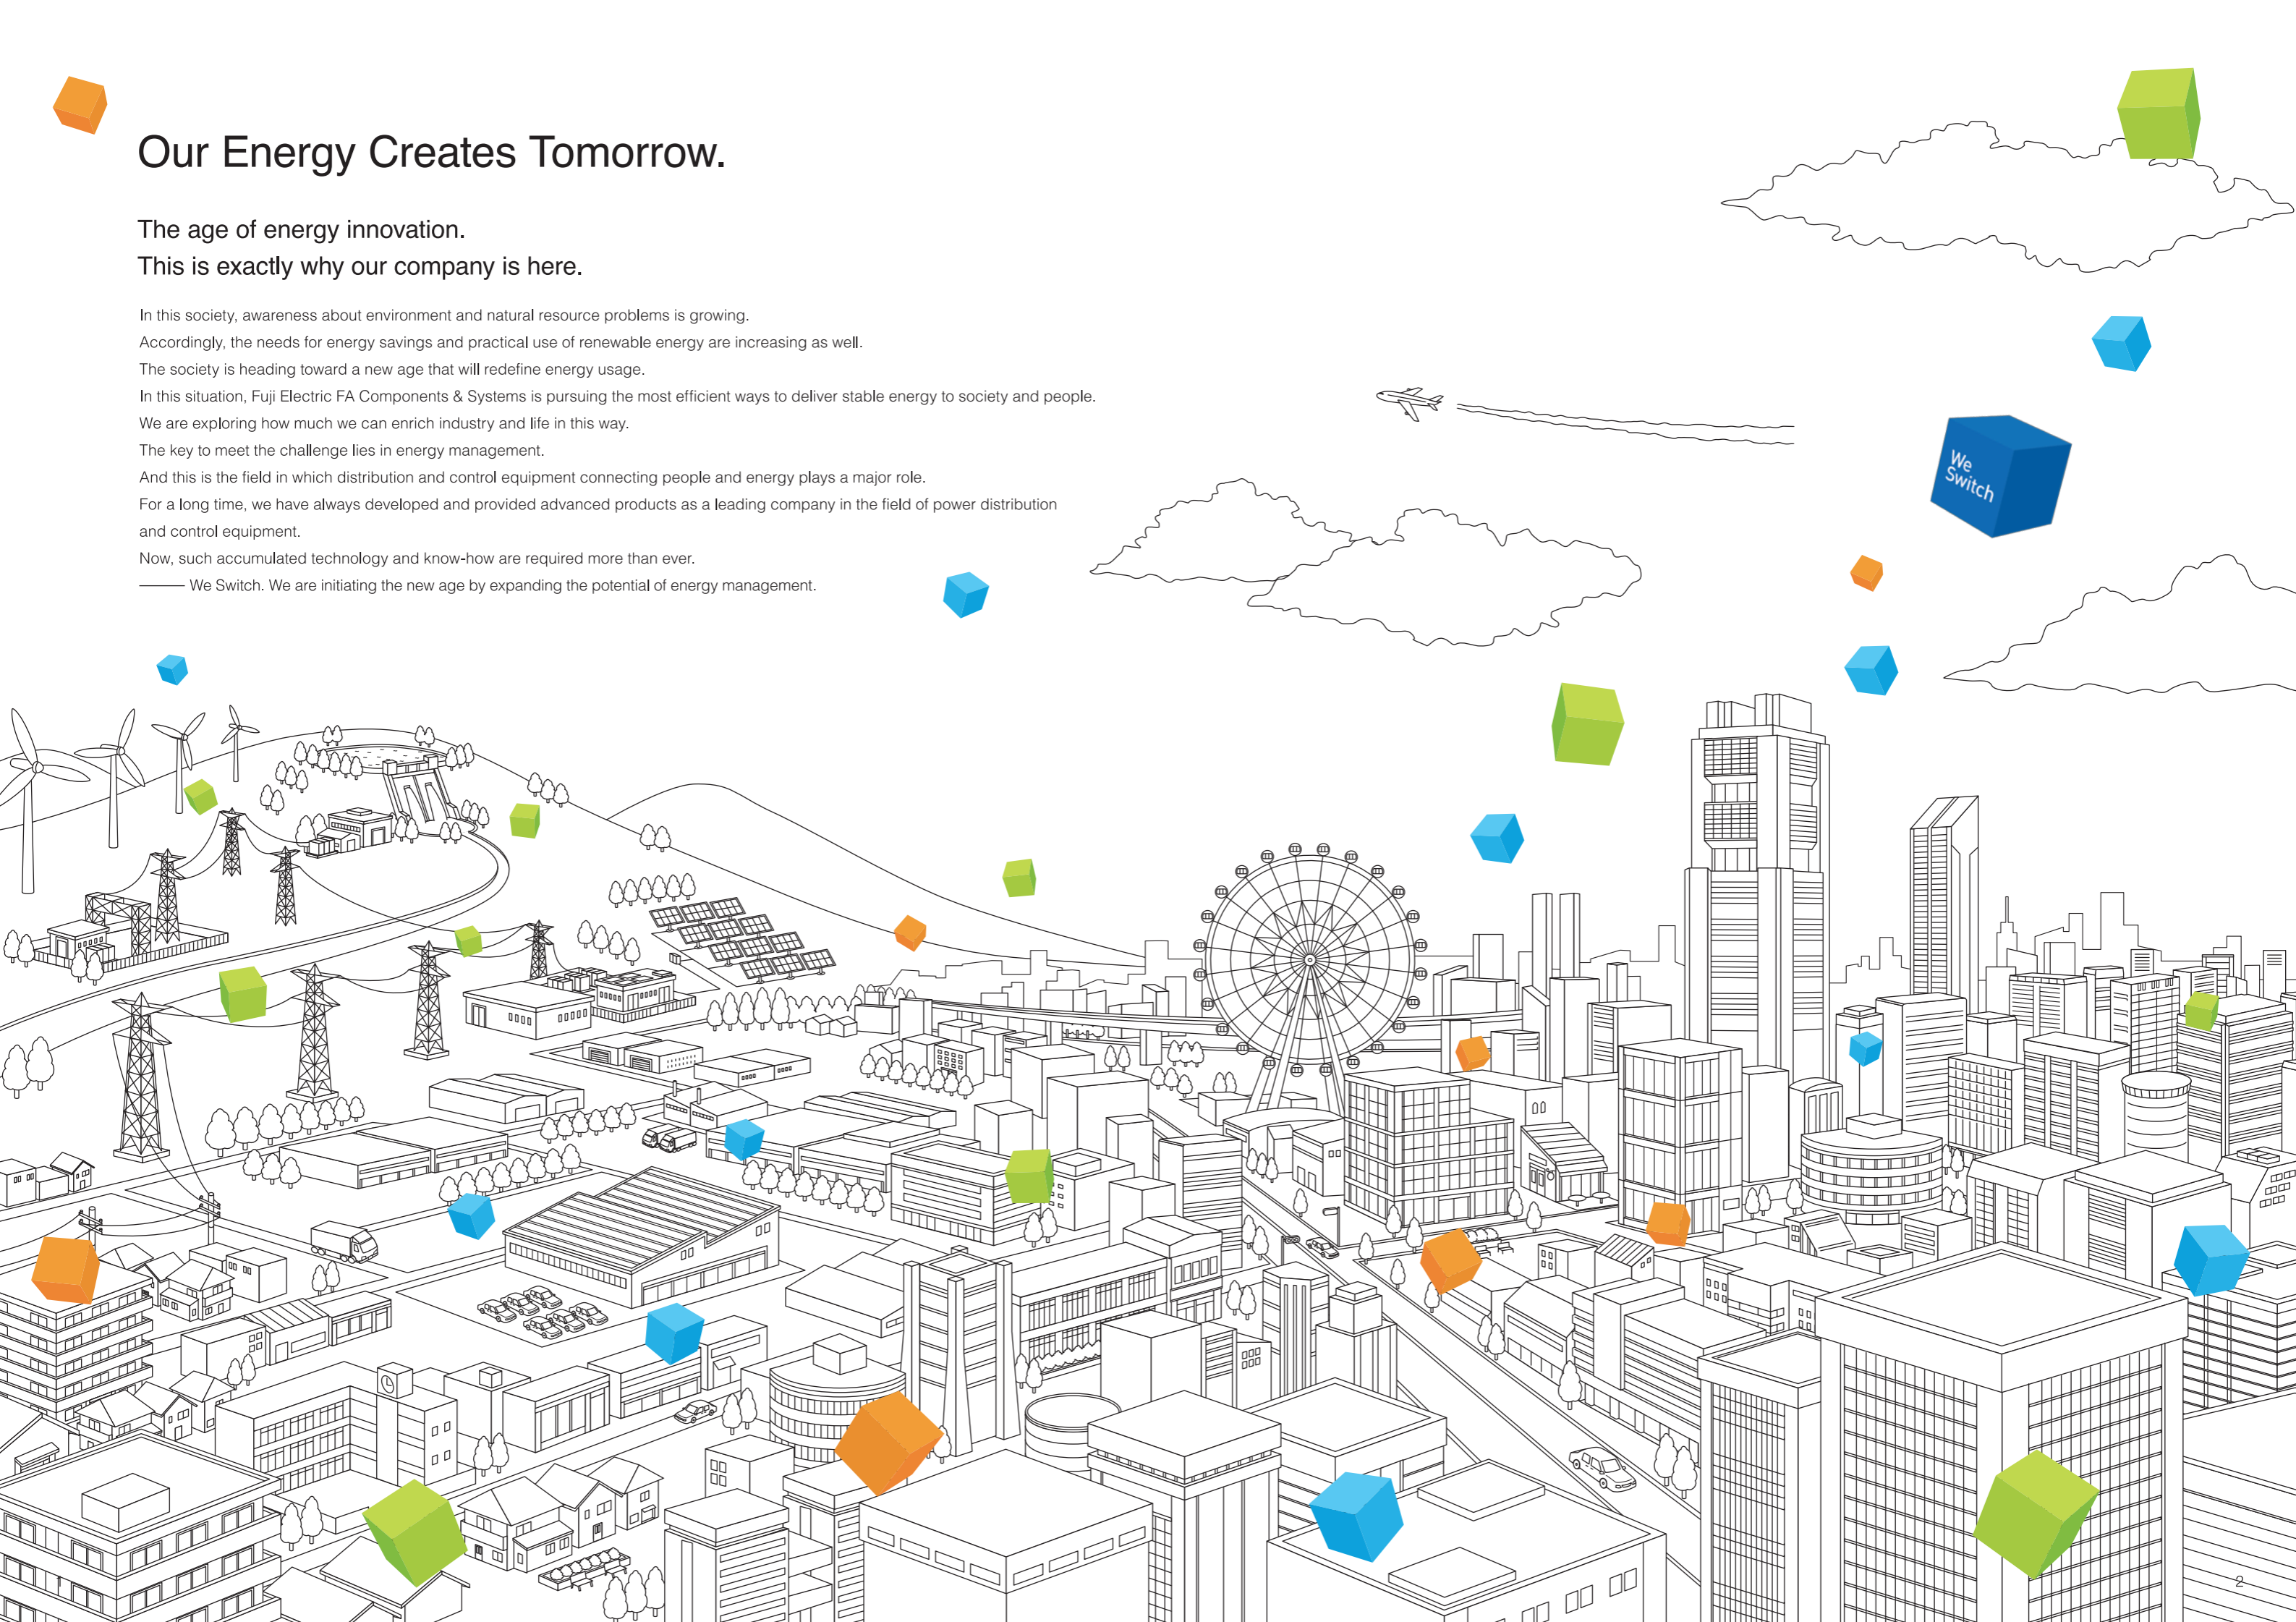 Our Energy Creates Tomorrow.
The age of energy innovation.
This is exactly why our company is here.
In this society, awareness about environment and natural resource problems is growing.
Accordingly, the needs for energy savings and practical use of renewable energy are increasing as well.
The society is heading toward a new age that will redefine energy usage.
In this situation, Fuji Electric FA Components & Systems is pursuing the most efficient ways to deliver stable energy to society and people.
We are exploring how much we can enrich industry and life in this way.
The key to meet the challenge lies in energy management.
And this is the field in which distribution and control equipment connecting people and energy plays a major role.
For a long time, we have always developed and provided advanced products as a leading company in the field of power distribution
and control equipment.
Now, such accumulated technology and know-how are required more than ever.
——— We Switch. We are initiating the new age by expanding the potential of energy management.
We
Switch
2